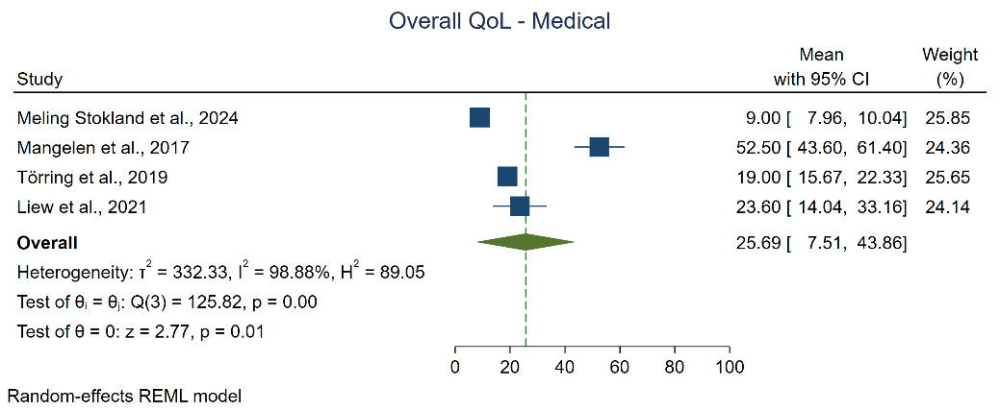 Overall QoL - Medical
Mean Weight
Study with 95% CI (%)
Meling Stokland et al., 2024 9.00 [ 7.96, 10.04] 25.85
Mangelen et al., 2017 52.50 [ 43.60, 61.40] 24.36
Törring et al., 2019 19.00 [ 15.67, 22.33] 25.65
Liew et al., 2021 23.60 [ 14.04, 33.16] 24.14
Overall 25.69 [ 7.51, 43.86]
Heterogeneity: τ² = 332.33, I² = 98.88%, H² = 89.05
Test of θᵢ = θⱼ: Q(3) = 125.82, p = 0.00
Test of θ = 0: z = 2.77, p = 0.01
0 20 40 60 80 100
Random-effects REML model